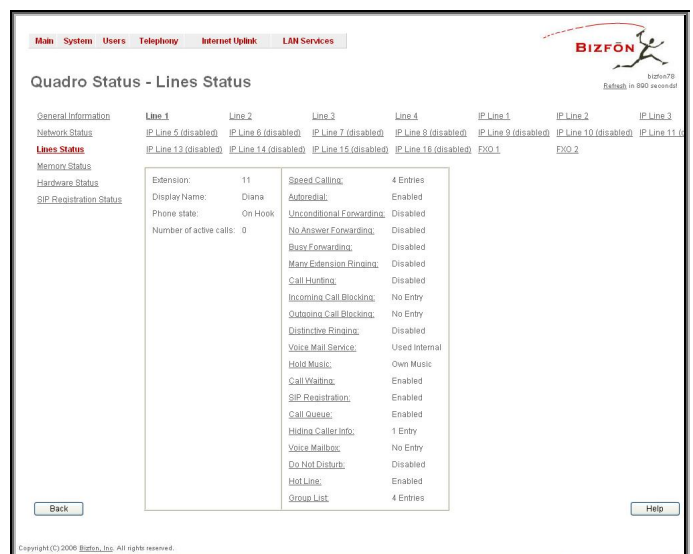 Main System Users Telephony Internet Uplink LAN Services
BIZFŌN
Quadro Status - Lines Status
bizfon78
Refresh in 890 seconds!
General Information
Network Status
Lines Status
Memory Status
Hardware Status
SIP Registration Status
Line 1 Line 2 Line 3 Line 4 IP Line 1 IP Line 2 IP Line 3
IP Line 5 (disabled) IP Line 6 (disabled) IP Line 7 (disabled) IP Line 8 (disabled) IP Line 9 (disabled) IP Line 10 (disabled) IP Line 11 (
IP Line 13 (disabled) IP Line 14 (disabled) IP Line 15 (disabled) IP Line 16 (disabled) FXO 1 FXO 2
Extension: 11
Display Name: Diana
Phone state: On Hook
Number of active calls: 0
Speed Calling: 4 Entries
Autoredial: Enabled
Unconditional Forwarding: Disabled
No Answer Forwarding: Disabled
Busy Forwarding: Disabled
Many Extension Ringing: Disabled
Call Hunting: Disabled
Incoming Call Blocking: No Entry
Outgoing Call Blocking: No Entry
Distinctive Ringing: Disabled
Voice Mail Service: Used Internal
Hold Music: Own Music
Call Waiting: Enabled
SIP Registration: Enabled
Call Queue: Enabled
Hiding Caller Info: 1 Entry
Voice Mailbox: No Entry
Do Not Disturb: Disabled
Hot Line: Enabled
Group List: 4 Entries
Back
Help
Copyright (C) 2006 Bizfon, Inc. All rights reserved.